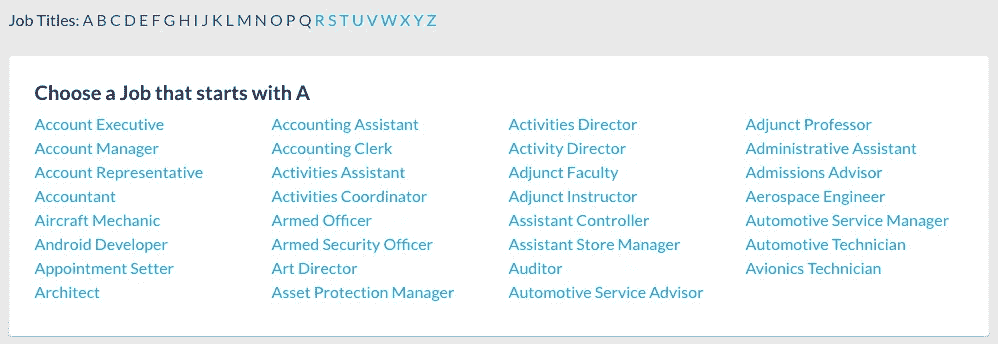 Job Titles: A B C D E F G H I J K L M N O P Q R S T U V W X Y Z
Choose a Job that starts with A
Account Executive
Account Manager
Account Representative
Accountant
Aircraft Mechanic
Android Developer
Appointment Setter
Architect
Accounting Assistant
Accounting Clerk
Activities Assistant
Activities Coordinator
Armed Officer
Armed Security Officer
Art Director
Asset Protection Manager
Activities Director
Activity Director
Adjunct Faculty
Adjunct Instructor
Assistant Controller
Assistant Store Manager
Auditor
Automotive Service Advisor
Adjunct Professor
Administrative Assistant
Admissions Advisor
Aerospace Engineer
Automotive Service Manager
Automotive Technician
Avionics Technician